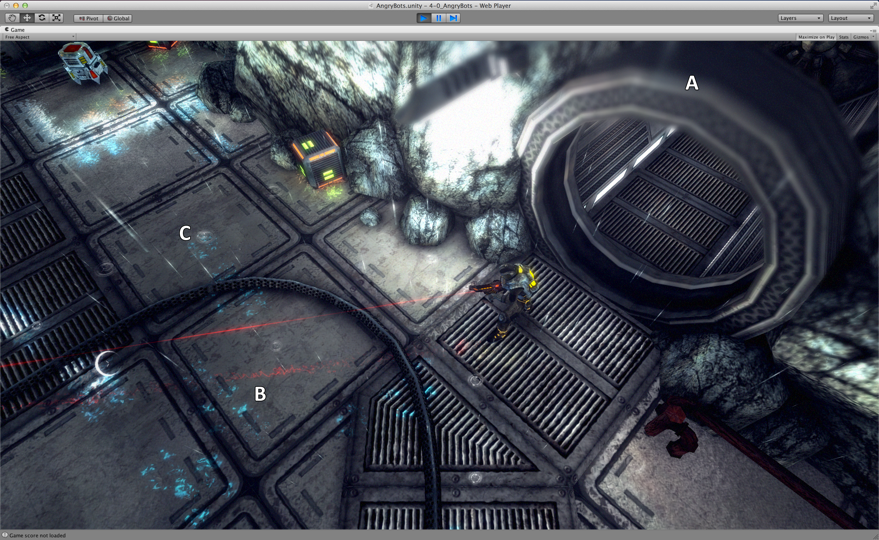 AngryBots.unity - 4-0_AngryBots - Web Player
Pivot Global Layers Layout
Game
Free Aspect Maximize on Play Stats Gizmos
A
C
B
Game score not loaded